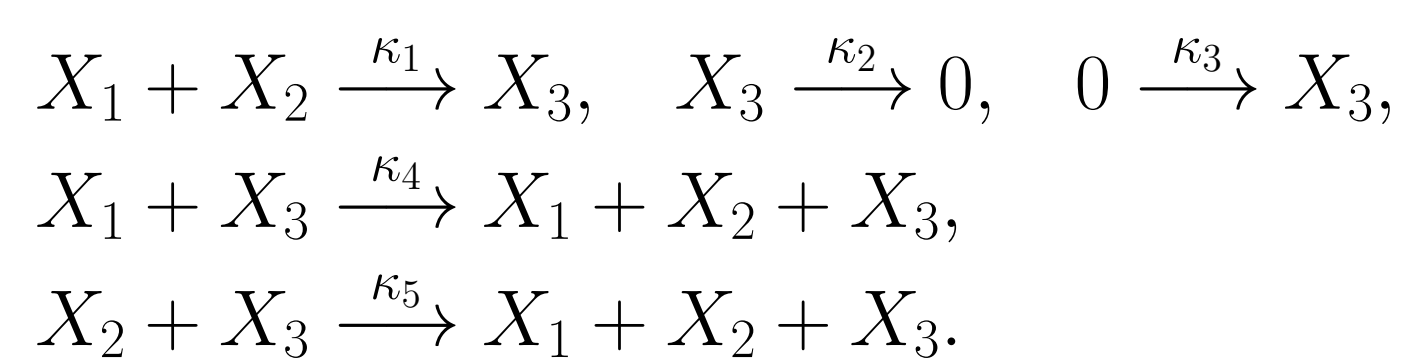 X₁ + X₂ —κ₁→ X₃, X₃ —κ₂→ 0, 0 —κ₃→ X₃,
X₁ + X₃ —κ₄→ X₁ + X₂ + X₃,
X₂ + X₃ —κ₅→ X₁ + X₂ + X₃.